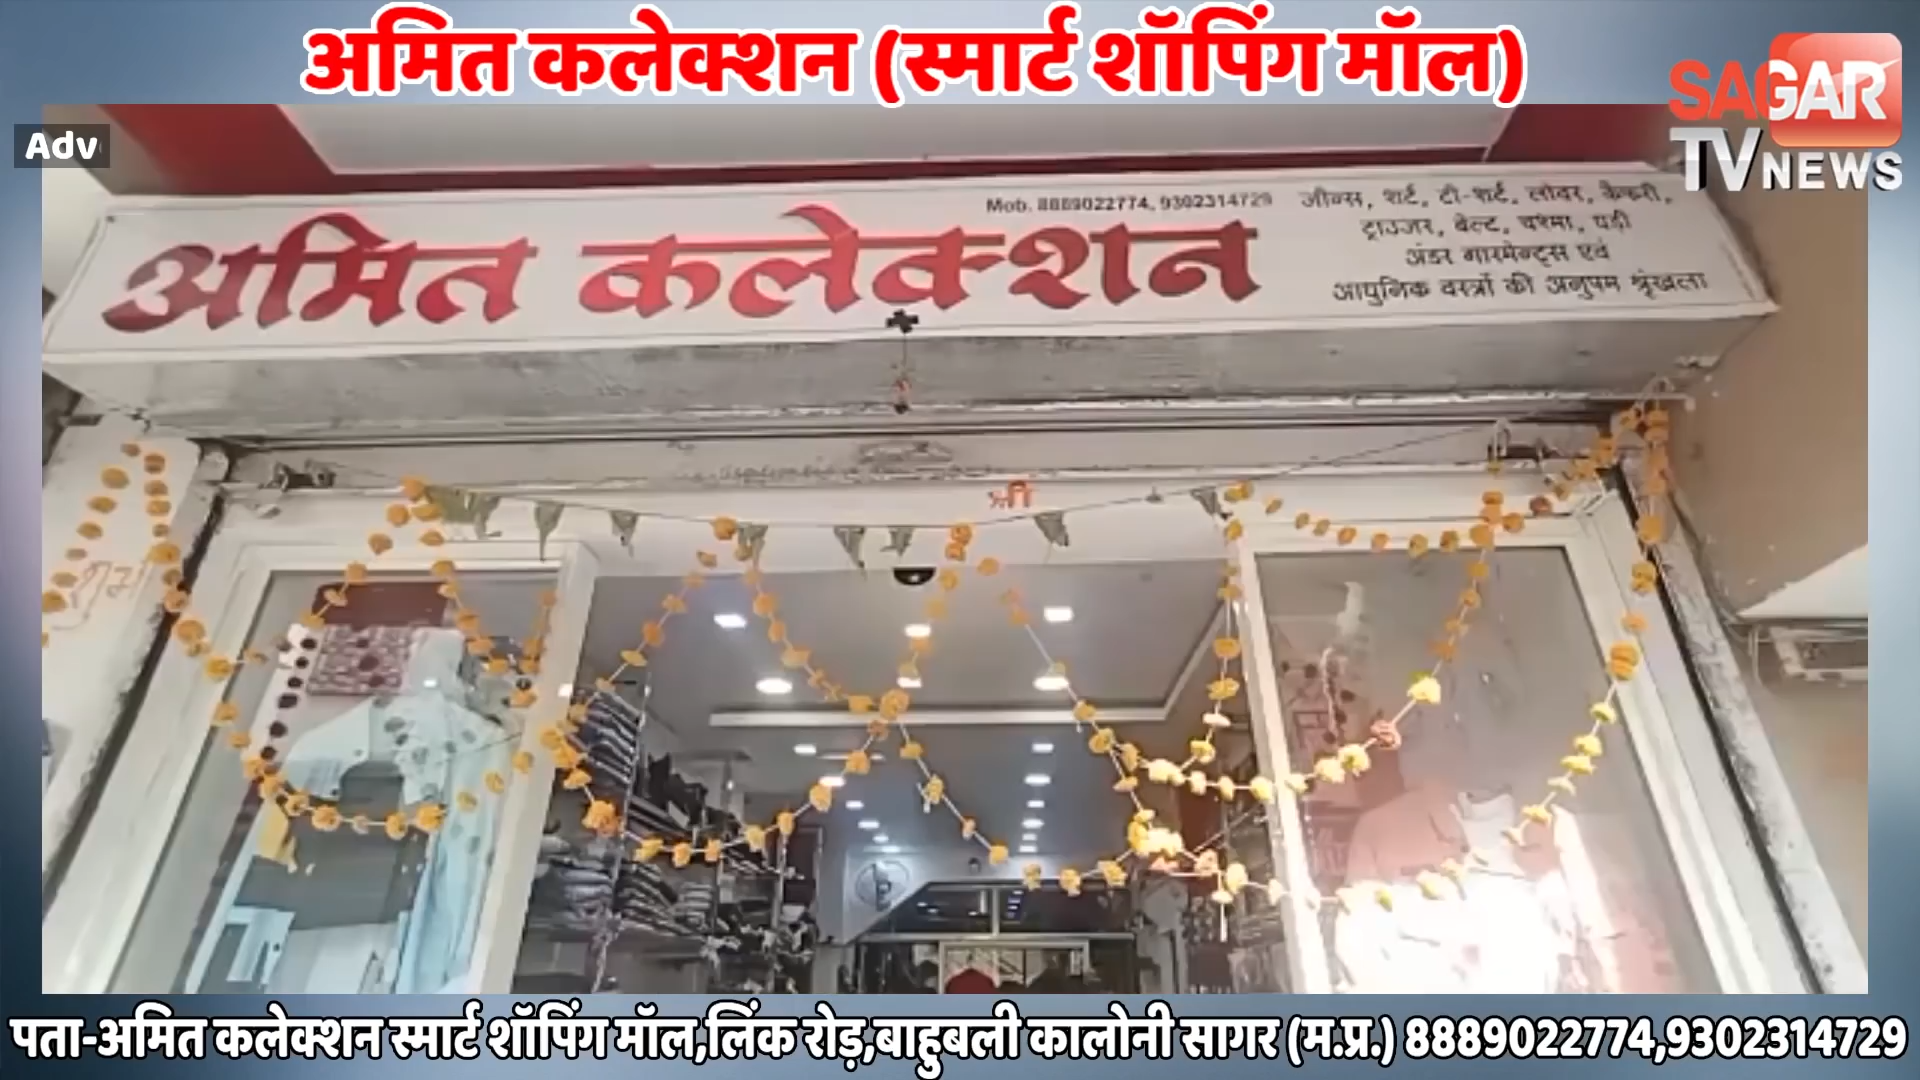 अमित कलेक्शन (स्मार्ट शॉपिंग मॉल)
SAGAR
TV NEWS
Adv
Mob. 8889022774, 9302314729
अमित कलेक्शन
जीन्स, शर्ट, टी-शर्ट, लोवर, कैपरी,
ट्राउजर, बेल्ट, चश्मा, घड़ी
अंडर गारमेन्ट्स एवं
आधुनिक वस्त्रों की अनुपम श्रृंखला
श्री
पता-अमित कलेक्शन स्मार्ट शॉपिंग मॉल,लिंक रोड़,बाहुबली कालोनी सागर (म.प्र.) 8889022774,9302314729